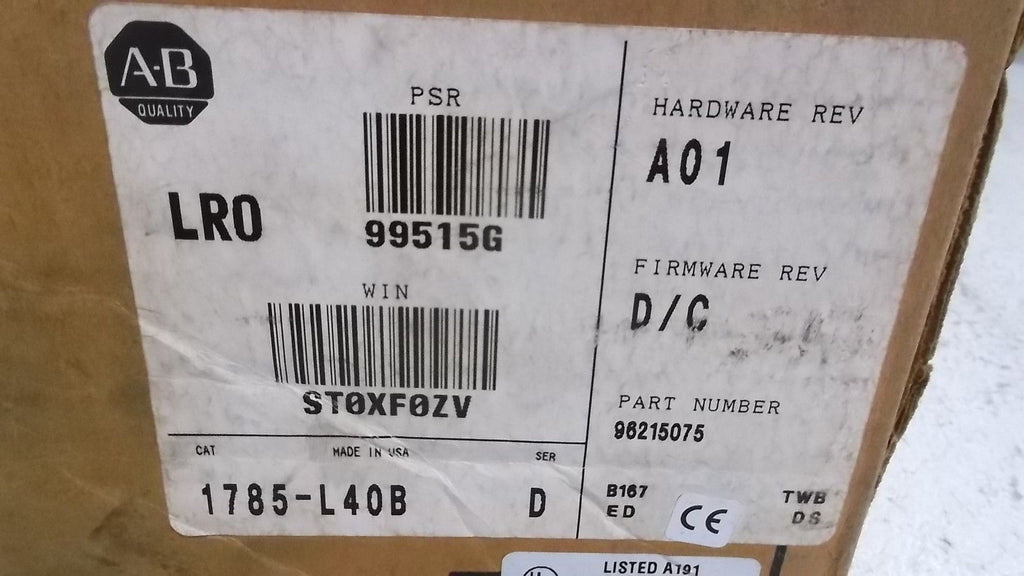 A-B
QUALITY
PSR
99515G
LRO
WIN
ST0XF0ZV
CAT
MADE IN USA
SER
1785-L40B
D
HARDWARE REV
A01
FIRMWARE REV
D/C
PART NUMBER
96215075
B167
ED
CE
TWB
DS
LISTED A191